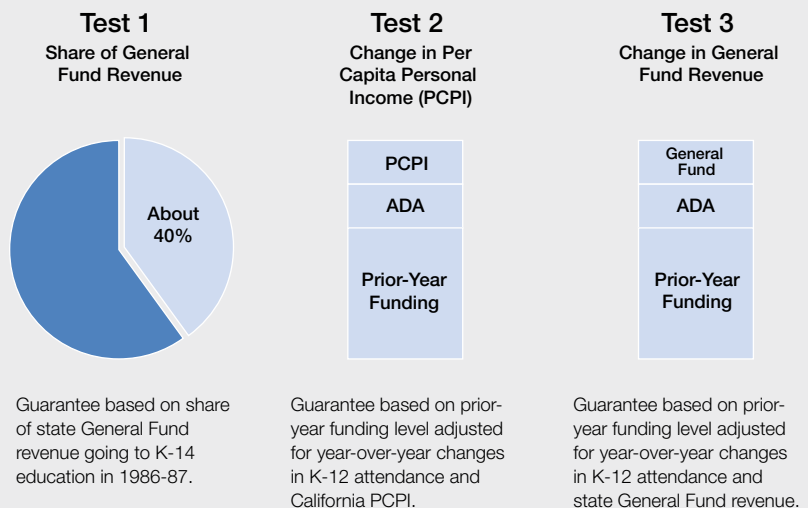 Test 1
Share of General
Fund Revenue
About
40%
Guarantee based on share
of state General Fund
revenue going to K-14
education in 1986-87.
Test 2
Change in Per
Capita Personal
Income (PCPI)
PCPI
ADA
Prior-Year
Funding
Guarantee based on prior-
year funding level adjusted
for year-over-year changes
in K-12 attendance and
California PCPI.
Test 3
Change in General
Fund Revenue
General
Fund
ADA
Prior-Year
Funding
Guarantee based on prior-
year funding level adjusted
for year-over-year changes
in K-12 attendance and
state General Fund revenue.